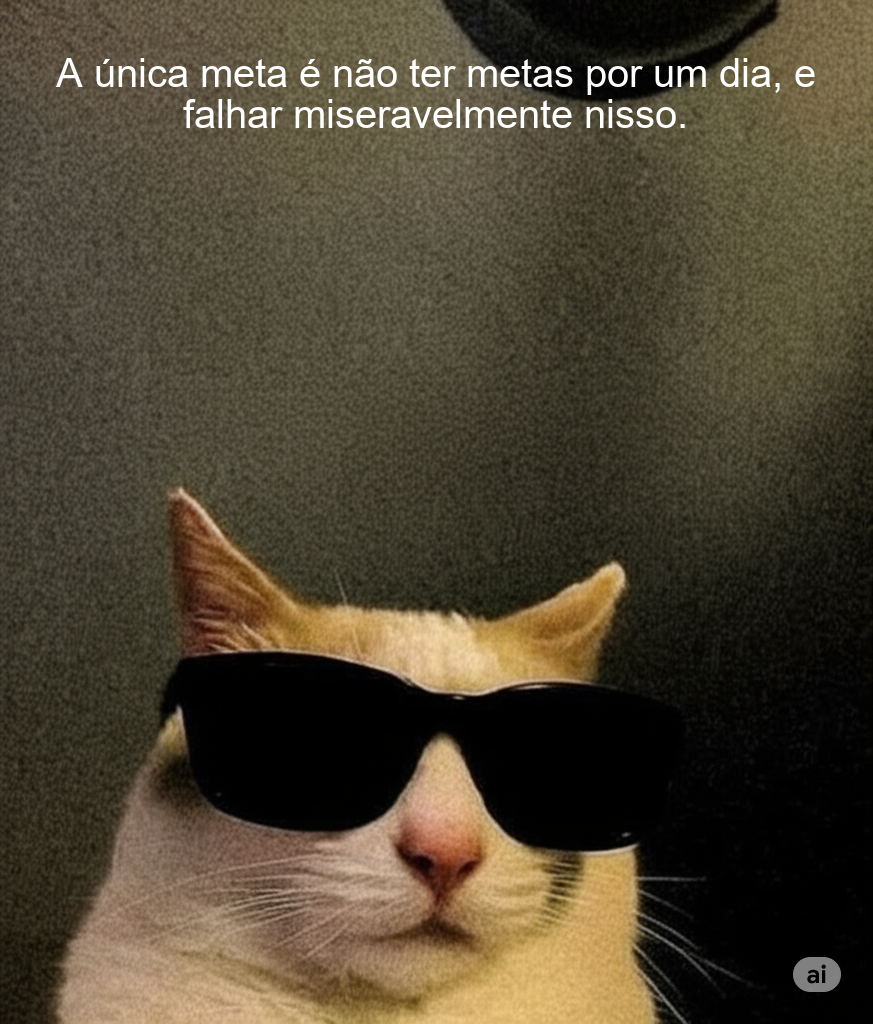 A única meta é não ter metas por um dia, e
falhar miseravelmente nisso.
ai